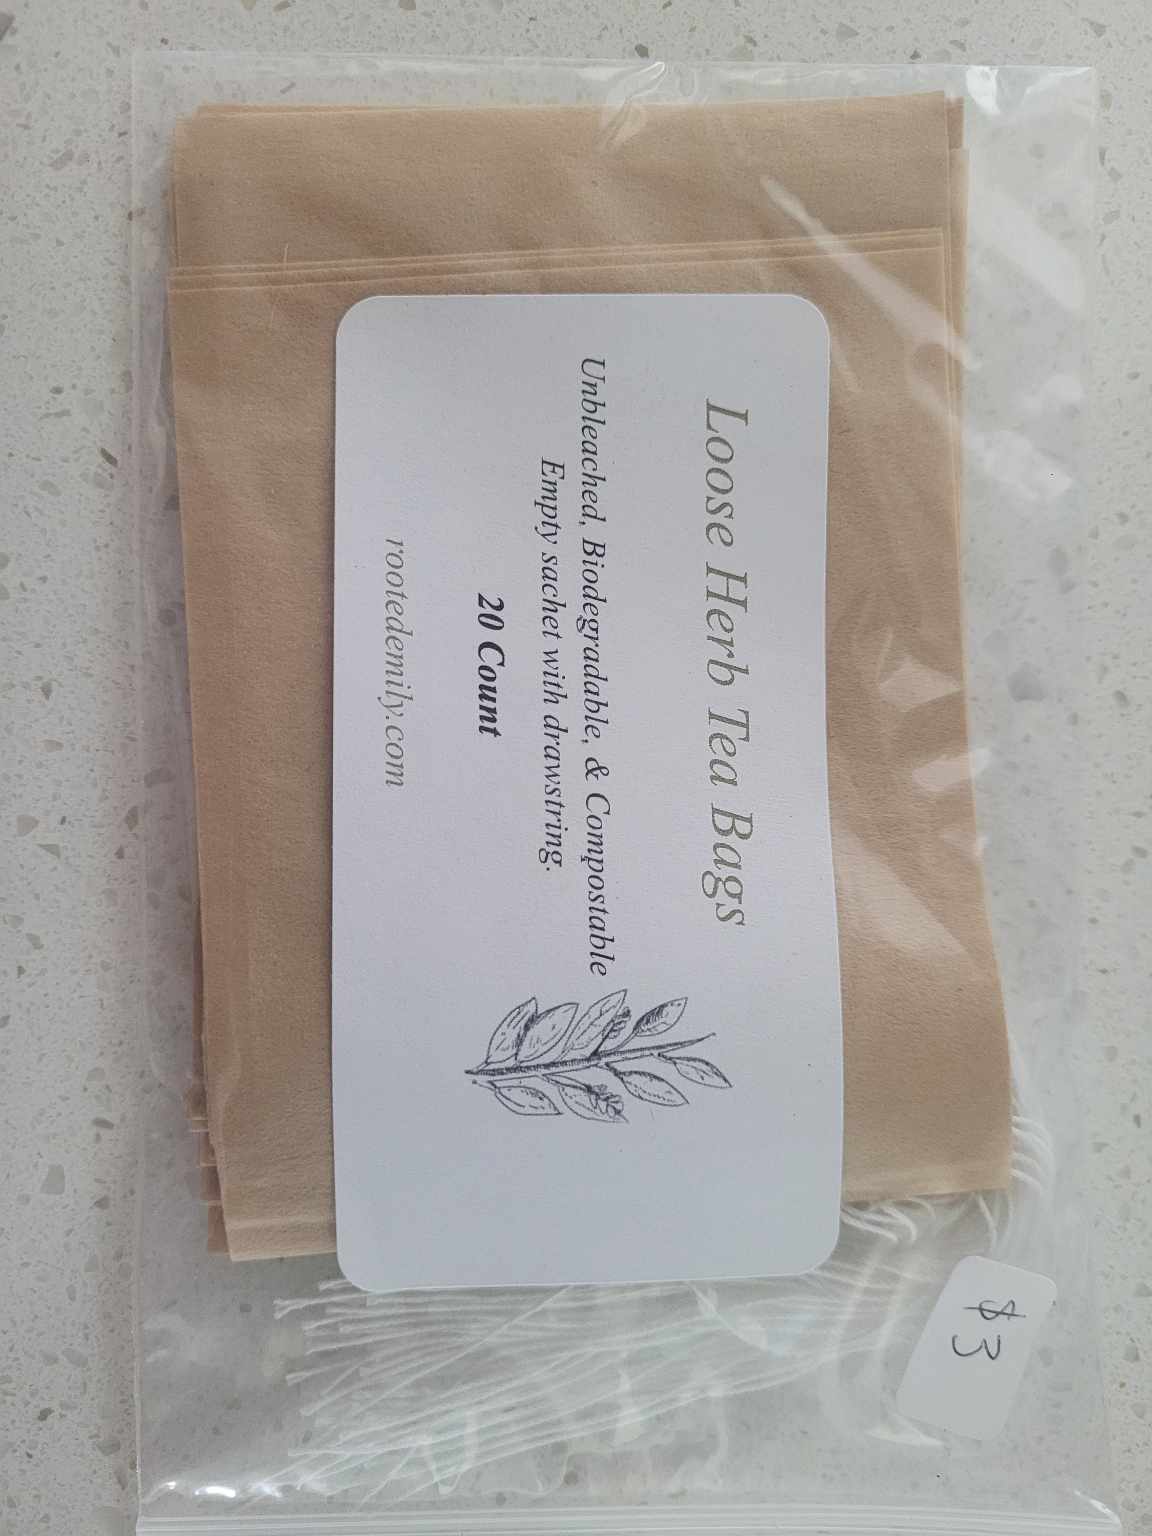 Loose Herb Tea Bags
Unbleached, Biodegradable, & Compostable
Empty sachet with drawstring.
20 Count
rootedemily.com
$3